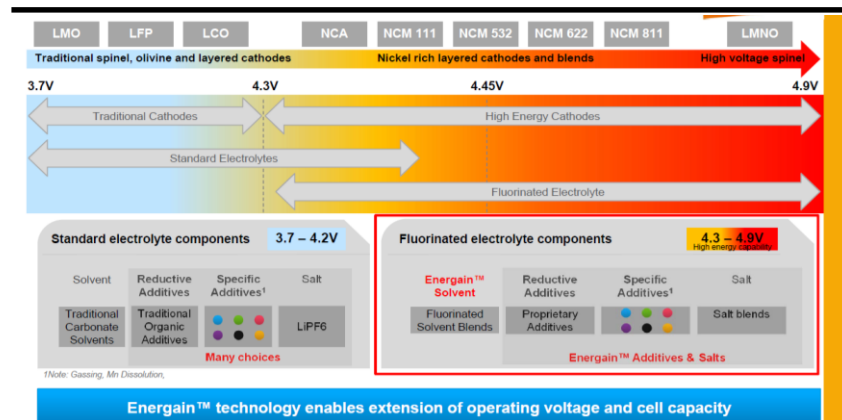 LMO LFP LCO NCA NCM 111 NCM 532 NCM 622 NCM 811 LMNO
Traditional spinel, olivine and layered cathodes Nickel rich layered cathodes and blends High voltage spinel
3.7V 4.3V 4.45V 4.9V
Traditional Cathodes High Energy Cathodes
Standard Electrolytes
Fluorinated Electrolyte
Standard electrolyte components 3.7 – 4.2V
Solvent Reductive Additives Specific Additives¹ Salt
Traditional Carbonate Solvents Traditional Organic Additives LiPF6
Many choices
Fluorinated electrolyte components 4.3 – 4.9V
High energy capability
Energain™ Solvent Reductive Additives Specific Additives¹ Salt
Fluorinated Solvent Blends Proprietary Additives Salt blends
Energain™ Additives & Salts
1Note: Gassing, Mn Dissolution,
Energain™ technology enables extension of operating voltage and cell capacity